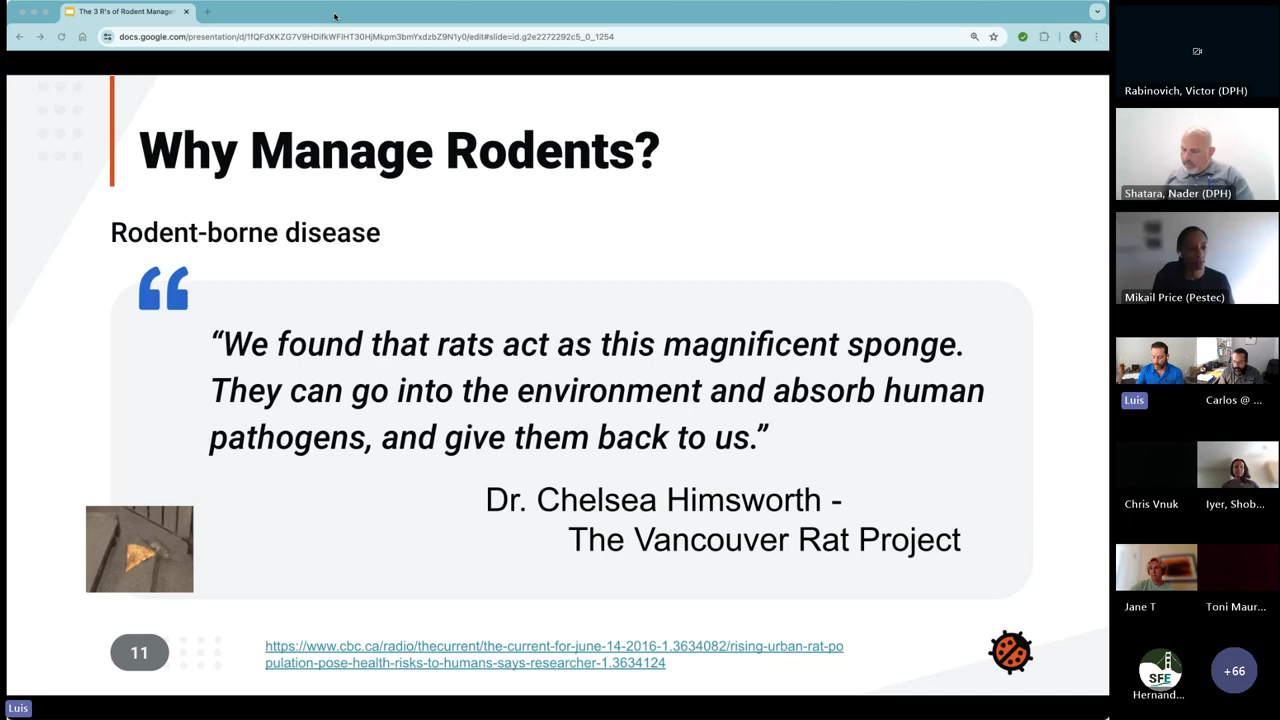 The 3 R's of Rodent Manage
docs.google.com/presentation/d/1fQFdXKZG7V9HDifkWFlHT30HjMkpm3bmYxdzbZ9N1y0/edit#slide=id.g2e2272292c5_0_1254
Why Manage Rodents?
Rodent-borne disease
“We found that rats act as this magnificent sponge.
They can go into the environment and absorb human
pathogens, and give them back to us.”
Dr. Chelsea Himsworth -
The Vancouver Rat Project
11
https://www.cbc.ca/radio/thecurrent/the-current-for-june-14-2016-1.3634082/rising-urban-rat-po
pulation-pose-health-risks-to-humans-says-researcher-1.3634124
Luis
Rabinovich, Victor (DPH)
Shatara, Nader (DPH)
Mikail Price (Pestec)
Luis
Carlos @ ...
Chris Vnuk
Iyer, Shob...
Jane T
Toni Maur...
SFE
Hernand...
+66